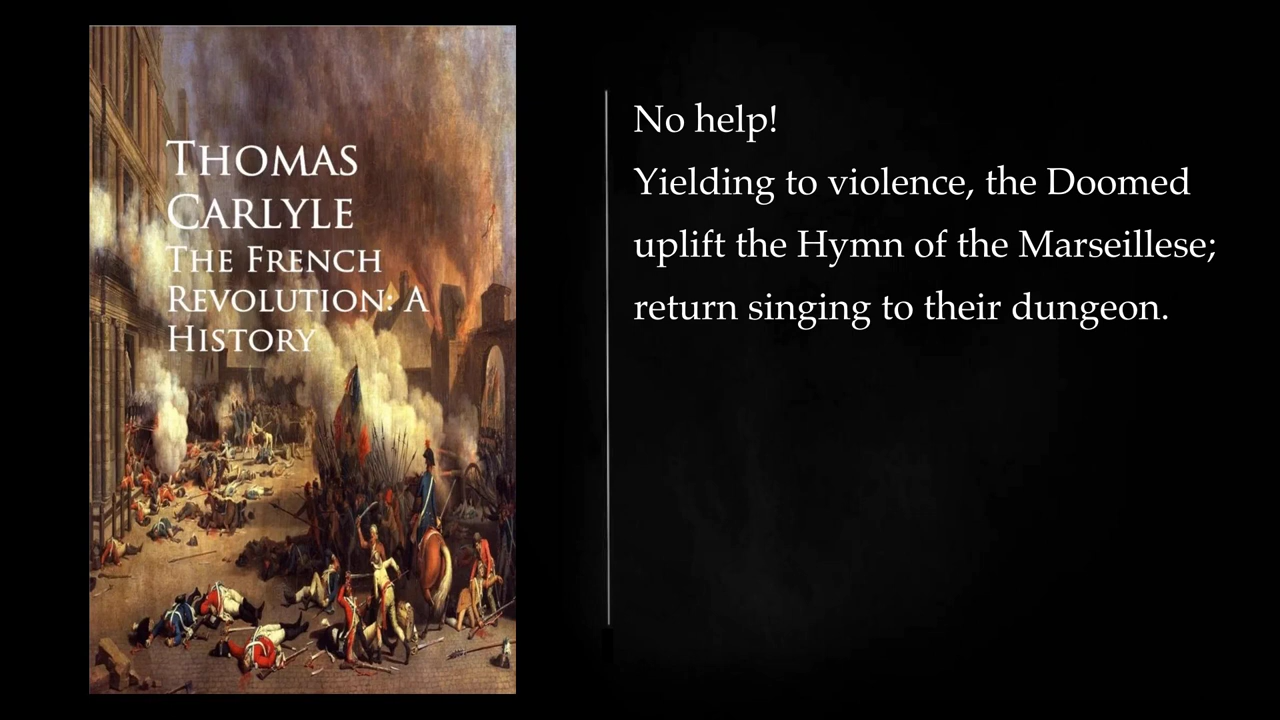 THOMAS
CARLYLE
THE FRENCH
REVOLUTION: A
HISTORY
No help!
Yielding to violence, the Doomed
uplift the Hymn of the Marseillese;
return singing to their dungeon.